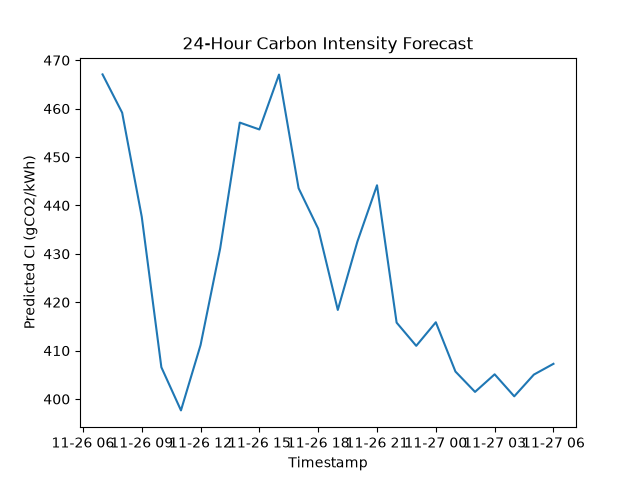 24-Hour Carbon Intensity Forecast
Predicted CI (gCO2/kWh)
470
460
450
440
430
420
410
400
11-26 06 11-26 09 11-26 12 11-26 15 11-26 18 11-26 21 11-27 00 11-27 03 11-27 06
Timestamp